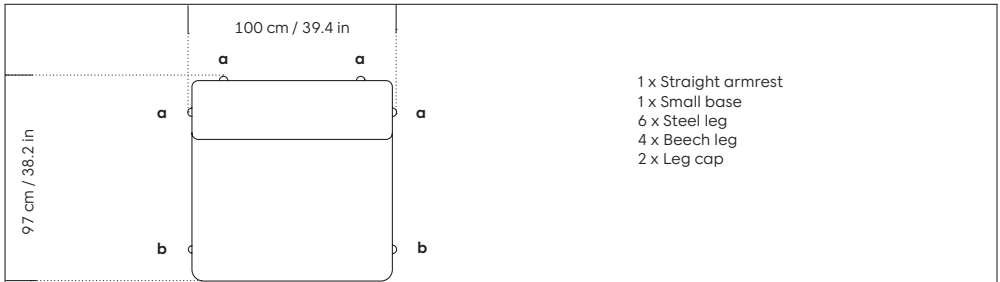 100 cm / 39.4 in
a a
a a
97 cm / 38.2 in
b b
1 x Straight armrest
1 x Small base
6 x Steel leg
4 x Beech leg
2 x Leg cap